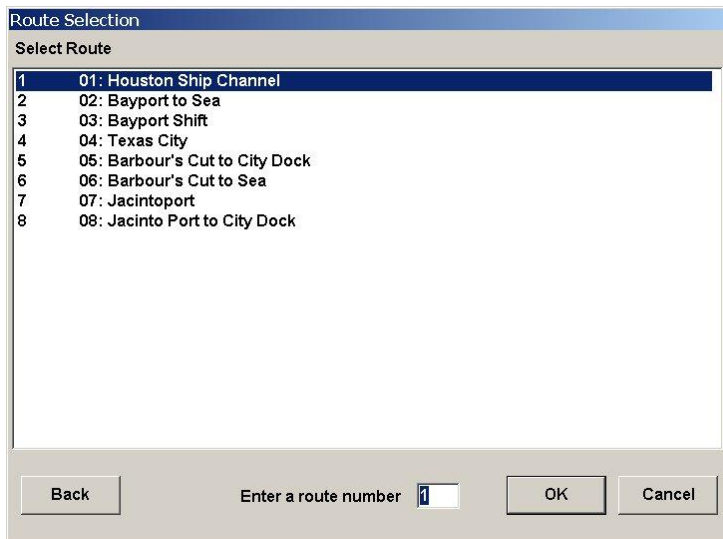 Route Selection
Select Route
1 01: Houston Ship Channel
2 02: Bayport to Sea
3 03: Bayport Shift
4 04: Texas City
5 05: Barbour's Cut to City Dock
6 06: Barbour's Cut to Sea
7 07: Jacintoport
8 08: Jacinto Port to City Dock
Back Enter a route number 1 OK Cancel